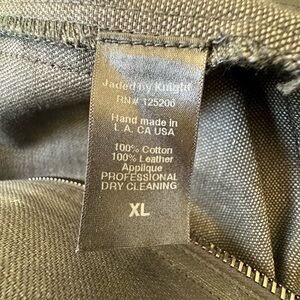 Jaded by Knight
RN# 125206
Hand made in
L.A. CA USA
100% Cotton
100% Leather
Applique
PROFESSIONAL
DRY CLEANING
XL